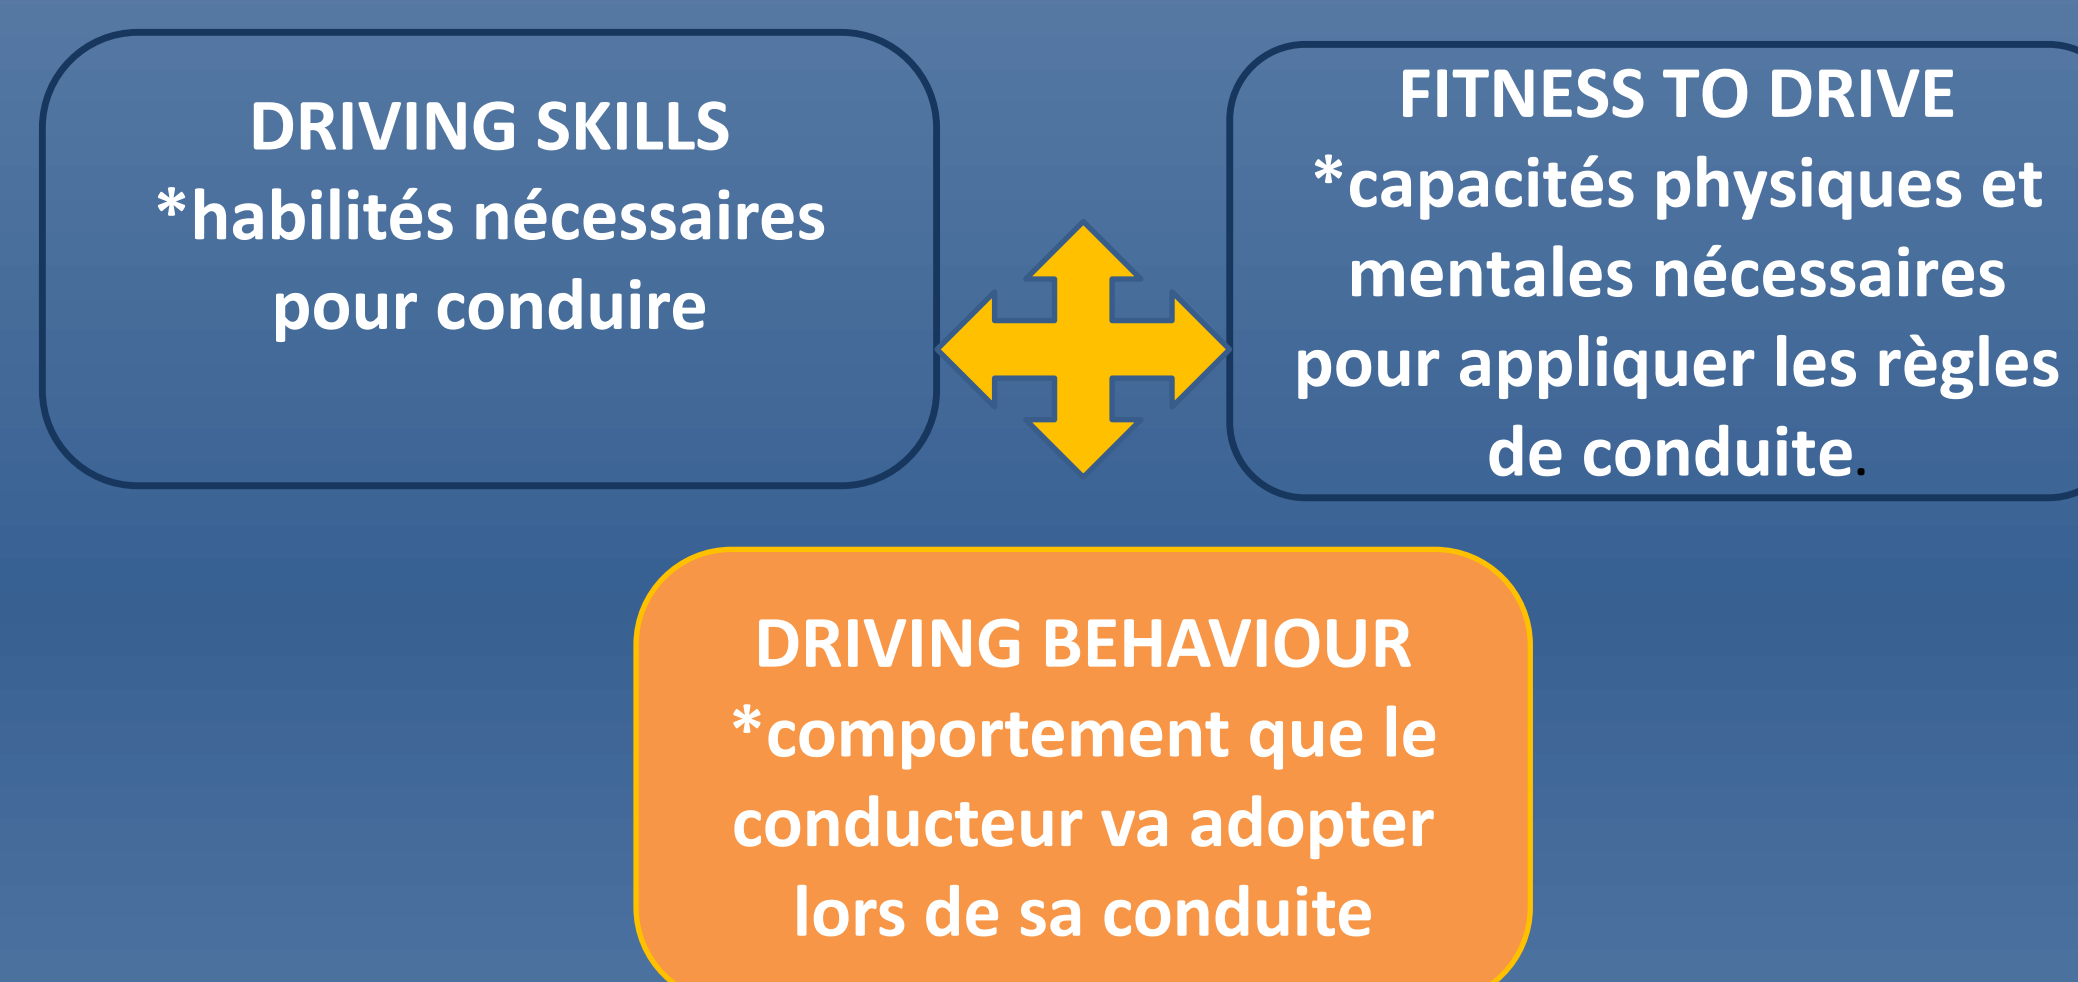 DRIVING SKILLS
*habilités nécessaires
pour conduire
FITNESS TO DRIVE
*capacités physiques et
mentales nécessaires
pour appliquer les règles
de conduite.
DRIVING BEHAVIOUR
*comportement que le
conducteur va adopter
lors de sa conduite